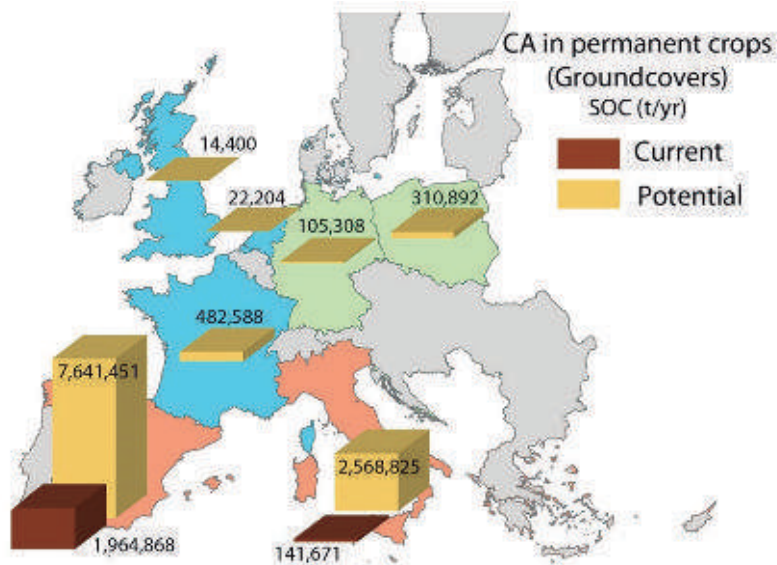 CA in permanent crops
(Groundcovers)
SOC (t/yr)
Current
Potential
14,400
22,204
105,308
310,892
482,588
7,641,451
2,568,825
1,964,868
141,671